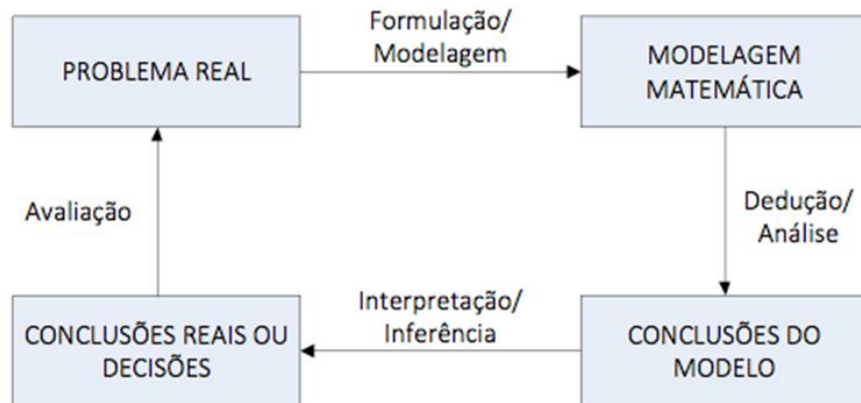 Formulação/
Modelagem
PROBLEMA REAL
MODELAGEM
MATEMÁTICA
Avaliação
Dedução/
Análise
Interpretação/
Inferência
CONCLUSÕES REAIS OU
DECISÕES
CONCLUSÕES DO
MODELO